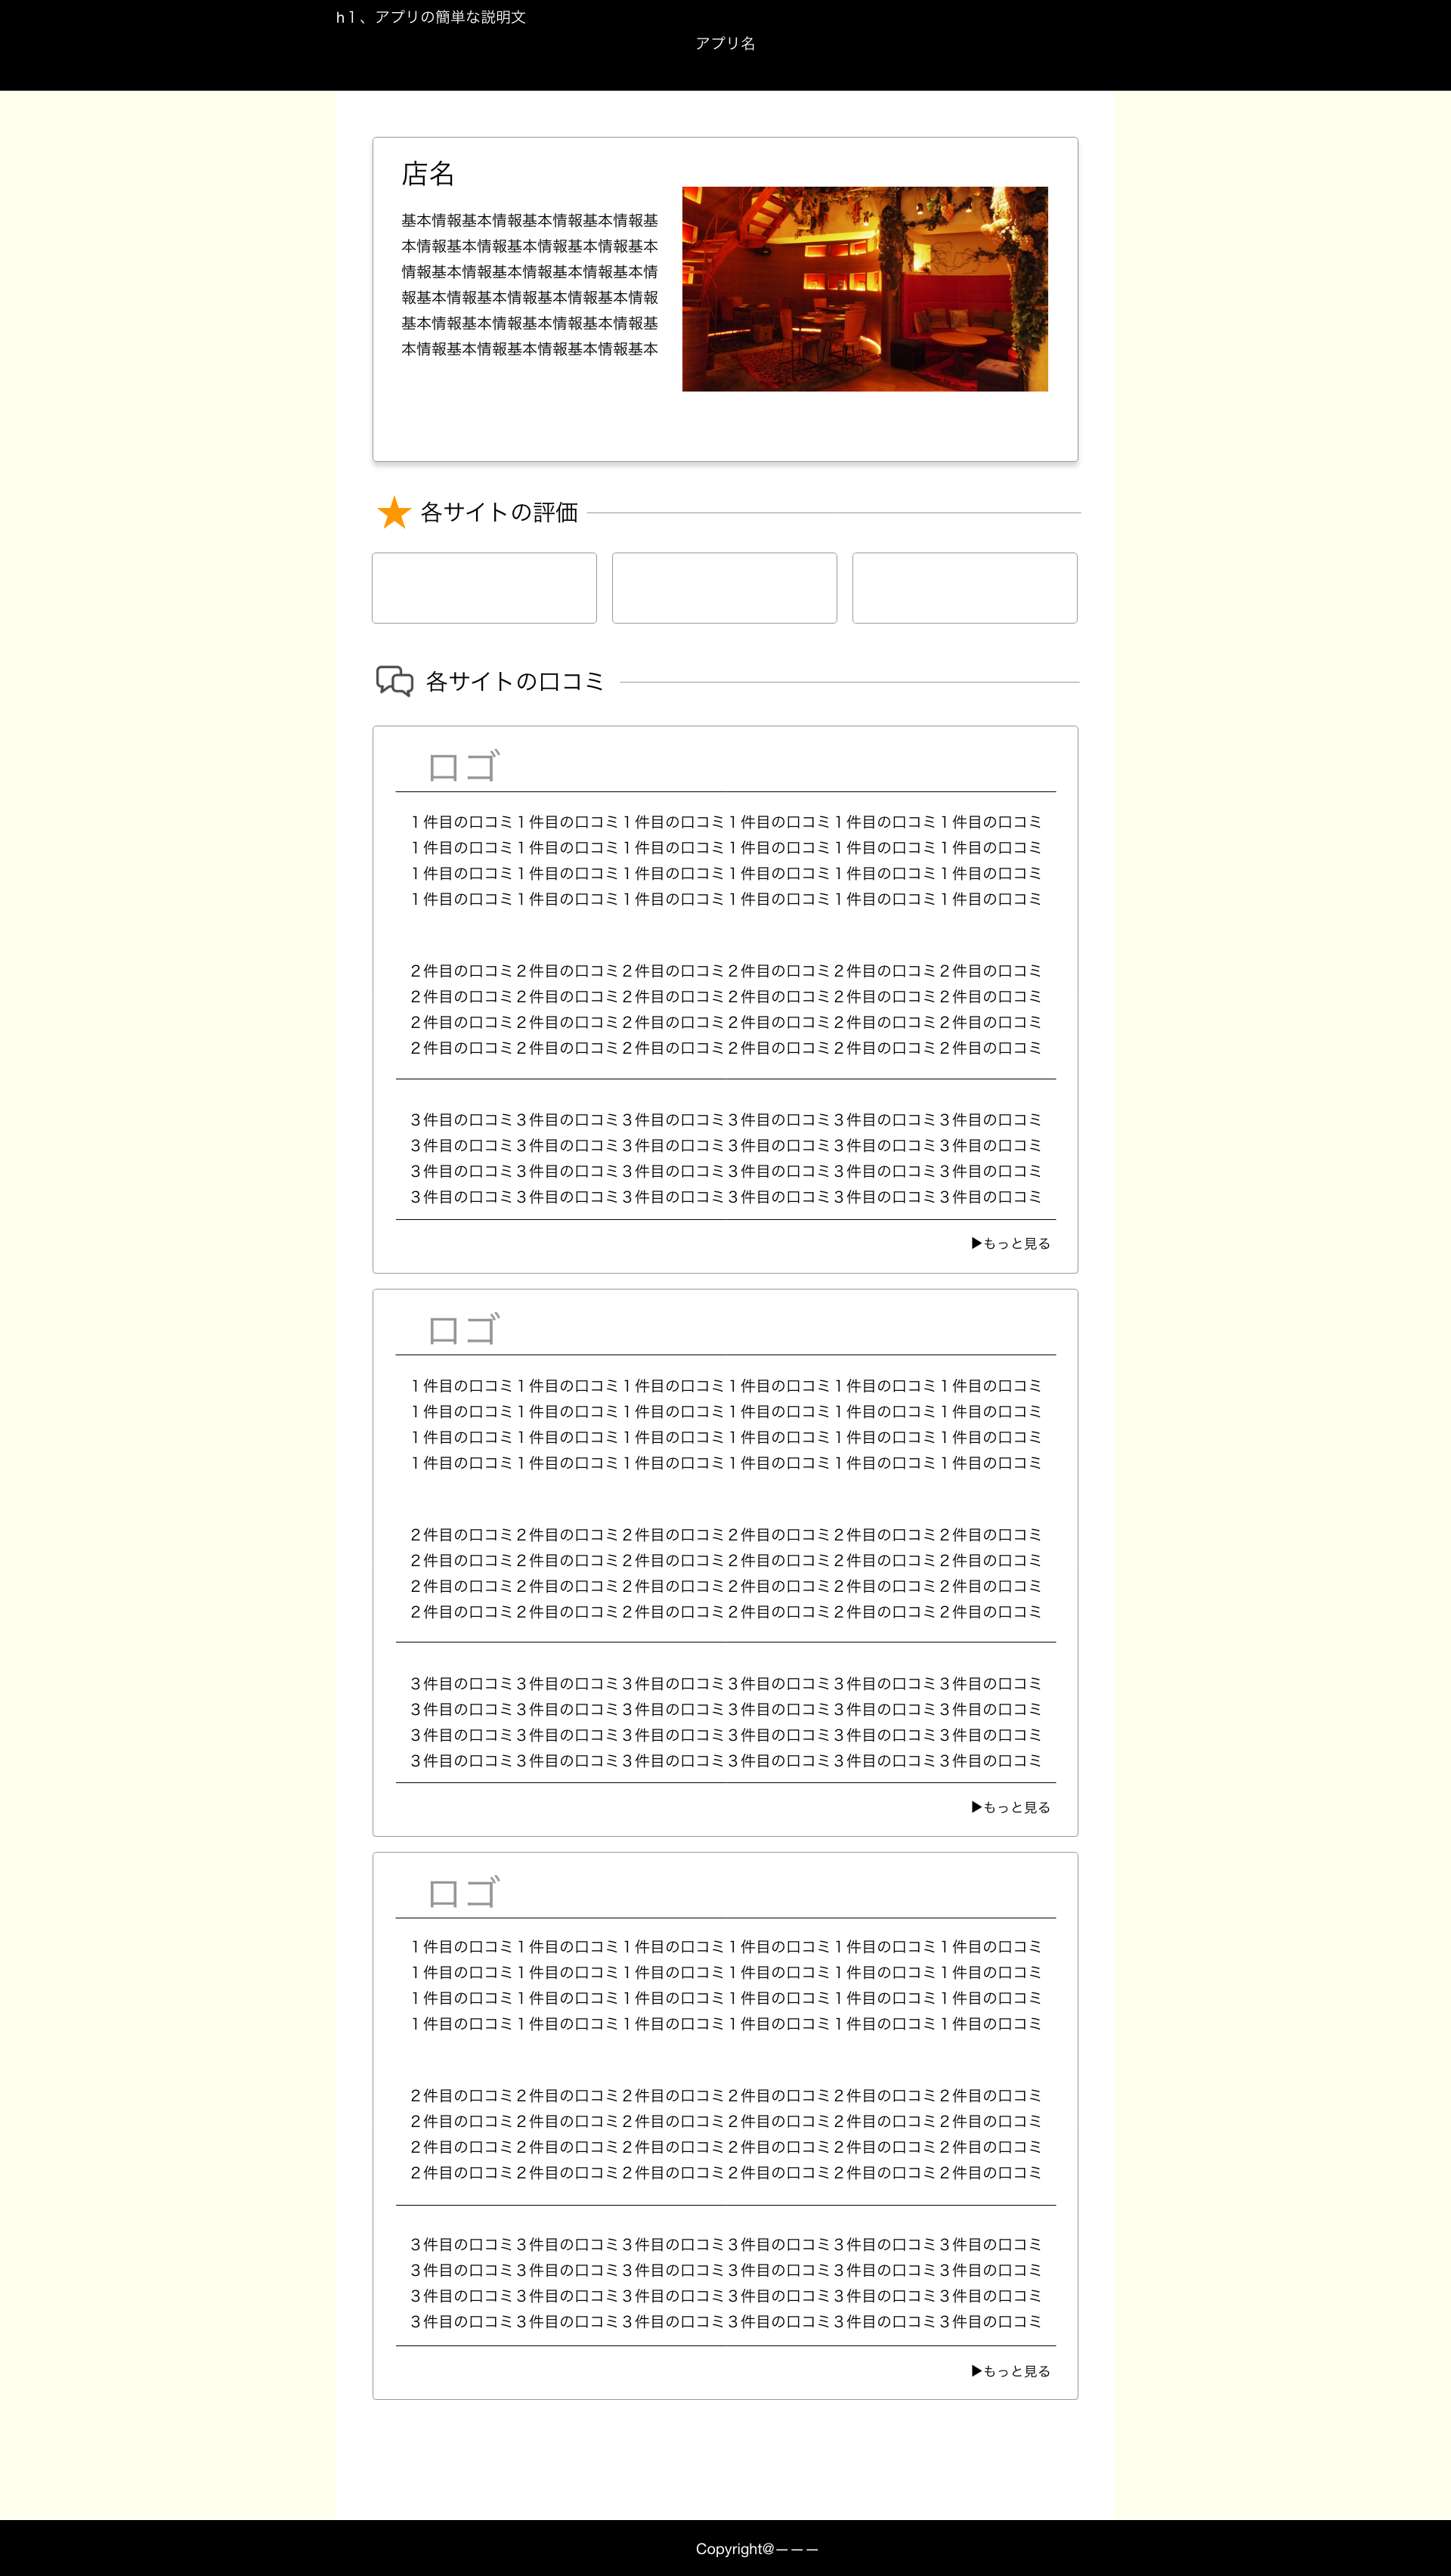 h１、アプリの簡単な説明文
アプリ名
店名
基本情報基本情報基本情報基本情報基
本情報基本情報基本情報基本情報基本
情報基本情報基本情報基本情報基本情
報基本情報基本情報基本情報基本情報
基本情報基本情報基本情報基本情報基
本情報基本情報基本情報基本情報基本
各サイトの評価
各サイトの口コミ
ロゴ
１件目の口コミ１件目の口コミ１件目の口コミ１件目の口コミ１件目の口コミ１件目の口コミ
１件目の口コミ１件目の口コミ１件目の口コミ１件目の口コミ１件目の口コミ１件目の口コミ
１件目の口コミ１件目の口コミ１件目の口コミ１件目の口コミ１件目の口コミ１件目の口コミ
１件目の口コミ１件目の口コミ１件目の口コミ１件目の口コミ１件目の口コミ１件目の口コミ
２件目の口コミ２件目の口コミ２件目の口コミ２件目の口コミ２件目の口コミ２件目の口コミ
２件目の口コミ２件目の口コミ２件目の口コミ２件目の口コミ２件目の口コミ２件目の口コミ
２件目の口コミ２件目の口コミ２件目の口コミ２件目の口コミ２件目の口コミ２件目の口コミ
２件目の口コミ２件目の口コミ２件目の口コミ２件目の口コミ２件目の口コミ２件目の口コミ
３件目の口コミ３件目の口コミ３件目の口コミ３件目の口コミ３件目の口コミ３件目の口コミ
３件目の口コミ３件目の口コミ３件目の口コミ３件目の口コミ３件目の口コミ３件目の口コミ
３件目の口コミ３件目の口コミ３件目の口コミ３件目の口コミ３件目の口コミ３件目の口コミ
３件目の口コミ３件目の口コミ３件目の口コミ３件目の口コミ３件目の口コミ３件目の口コミ
▶もっと見る
ロゴ
１件目の口コミ１件目の口コミ１件目の口コミ１件目の口コミ１件目の口コミ１件目の口コミ
１件目の口コミ１件目の口コミ１件目の口コミ１件目の口コミ１件目の口コミ１件目の口コミ
１件目の口コミ１件目の口コミ１件目の口コミ１件目の口コミ１件目の口コミ１件目の口コミ
１件目の口コミ１件目の口コミ１件目の口コミ１件目の口コミ１件目の口コミ１件目の口コミ
２件目の口コミ２件目の口コミ２件目の口コミ２件目の口コミ２件目の口コミ２件目の口コミ
２件目の口コミ２件目の口コミ２件目の口コミ２件目の口コミ２件目の口コミ２件目の口コミ
２件目の口コミ２件目の口コミ２件目の口コミ２件目の口コミ２件目の口コミ２件目の口コミ
２件目の口コミ２件目の口コミ２件目の口コミ２件目の口コミ２件目の口コミ２件目の口コミ
３件目の口コミ３件目の口コミ３件目の口コミ３件目の口コミ３件目の口コミ３件目の口コミ
３件目の口コミ３件目の口コミ３件目の口コミ３件目の口コミ３件目の口コミ３件目の口コミ
３件目の口コミ３件目の口コミ３件目の口コミ３件目の口コミ３件目の口コミ３件目の口コミ
３件目の口コミ３件目の口コミ３件目の口コミ３件目の口コミ３件目の口コミ３件目の口コミ
▶もっと見る
ロゴ
１件目の口コミ１件目の口コミ１件目の口コミ１件目の口コミ１件目の口コミ１件目の口コミ
１件目の口コミ１件目の口コミ１件目の口コミ１件目の口コミ１件目の口コミ１件目の口コミ
１件目の口コミ１件目の口コミ１件目の口コミ１件目の口コミ１件目の口コミ１件目の口コミ
１件目の口コミ１件目の口コミ１件目の口コミ１件目の口コミ１件目の口コミ１件目の口コミ
２件目の口コミ２件目の口コミ２件目の口コミ２件目の口コミ２件目の口コミ２件目の口コミ
２件目の口コミ２件目の口コミ２件目の口コミ２件目の口コミ２件目の口コミ２件目の口コミ
２件目の口コミ２件目の口コミ２件目の口コミ２件目の口コミ２件目の口コミ２件目の口コミ
２件目の口コミ２件目の口コミ２件目の口コミ２件目の口コミ２件目の口コミ２件目の口コミ
３件目の口コミ３件目の口コミ３件目の口コミ３件目の口コミ３件目の口コミ３件目の口コミ
３件目の口コミ３件目の口コミ３件目の口コミ３件目の口コミ３件目の口コミ３件目の口コミ
３件目の口コミ３件目の口コミ３件目の口コミ３件目の口コミ３件目の口コミ３件目の口コミ
３件目の口コミ３件目の口コミ３件目の口コミ３件目の口コミ３件目の口コミ３件目の口コミ
▶もっと見る
Copyright@ーーー